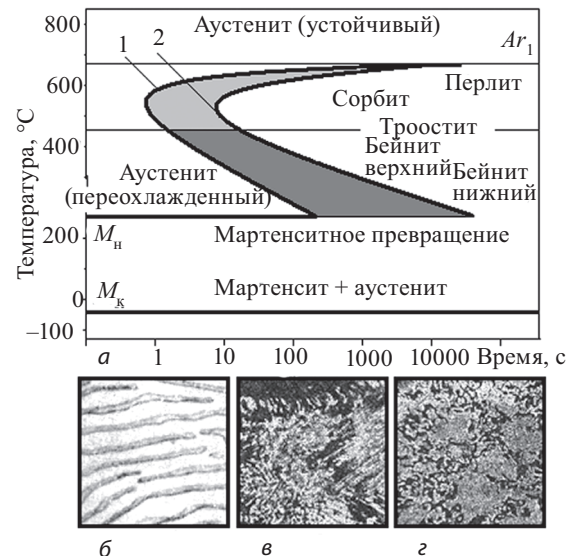 800
Аустенит (устойчивый)
1
2
Ar₁
600
Перлит
Сорбит
400
Троостит
Бейнит
верхний
Бейнит
нижний
Аустенит
(переохлажденный)
Температура, °C
200
Mн
Мартенситное превращение
Mк
Мартенсит + аустенит
0
–100
а
1
10
100
1000
10000
Время, с
б
в
г